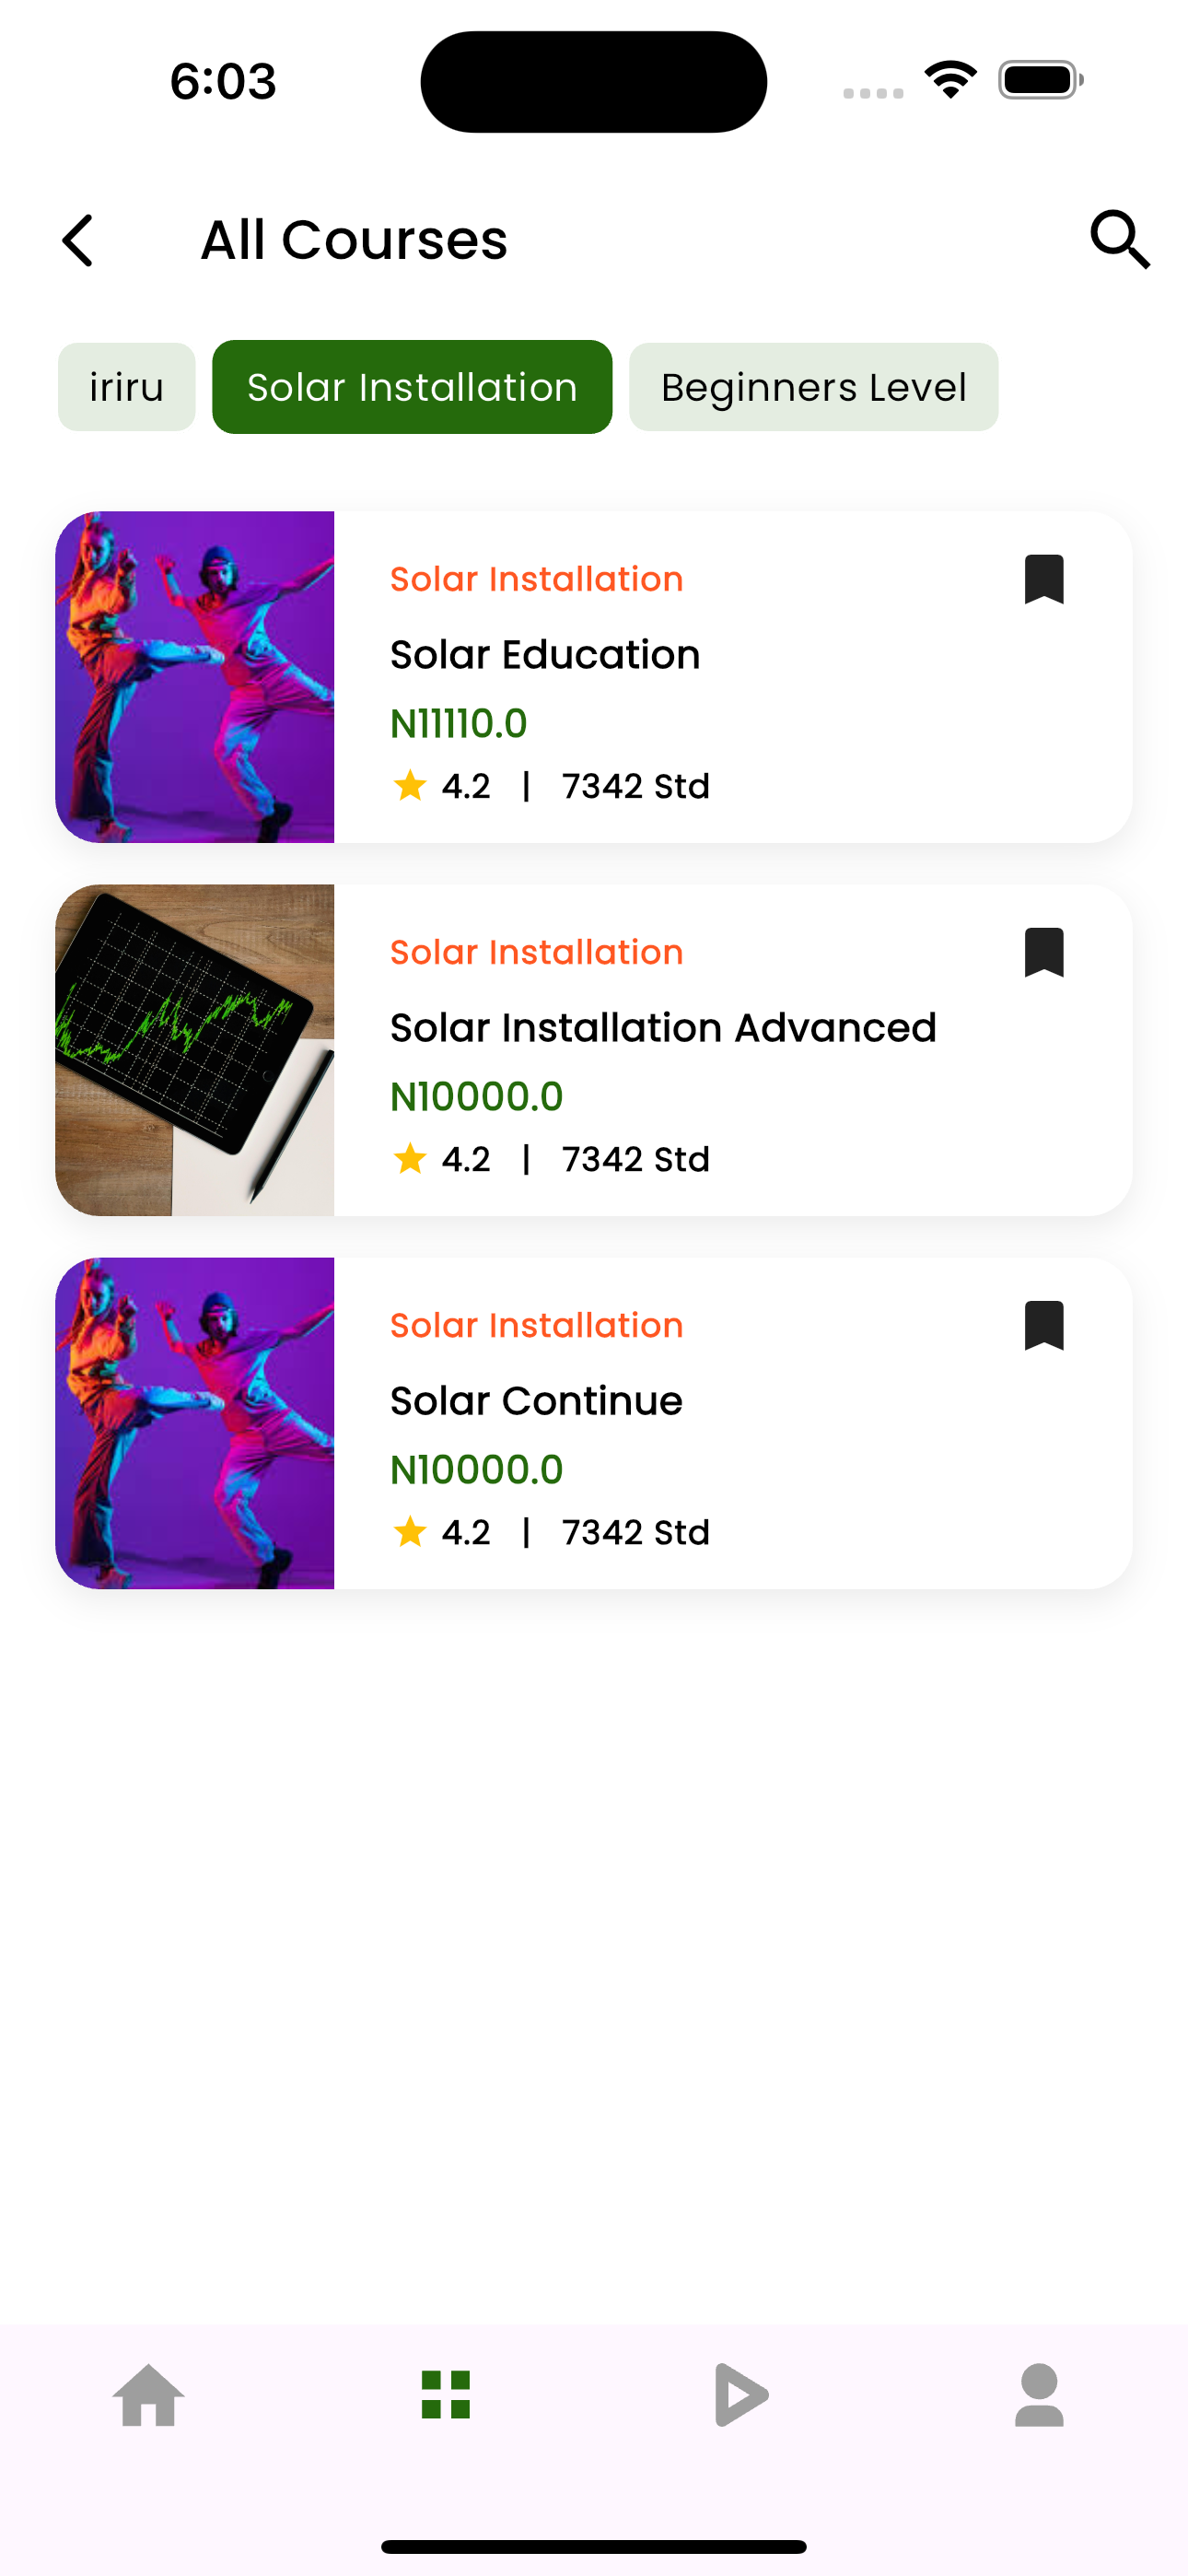 6:03
All Courses
iriru
Solar Installation
Beginners Level
Solar Installation
Solar Education
N11110.0
4.2 | 7342 Std
Solar Installation
Solar Installation Advanced
N10000.0
4.2 | 7342 Std
Solar Installation
Solar Continue
N10000.0
4.2 | 7342 Std